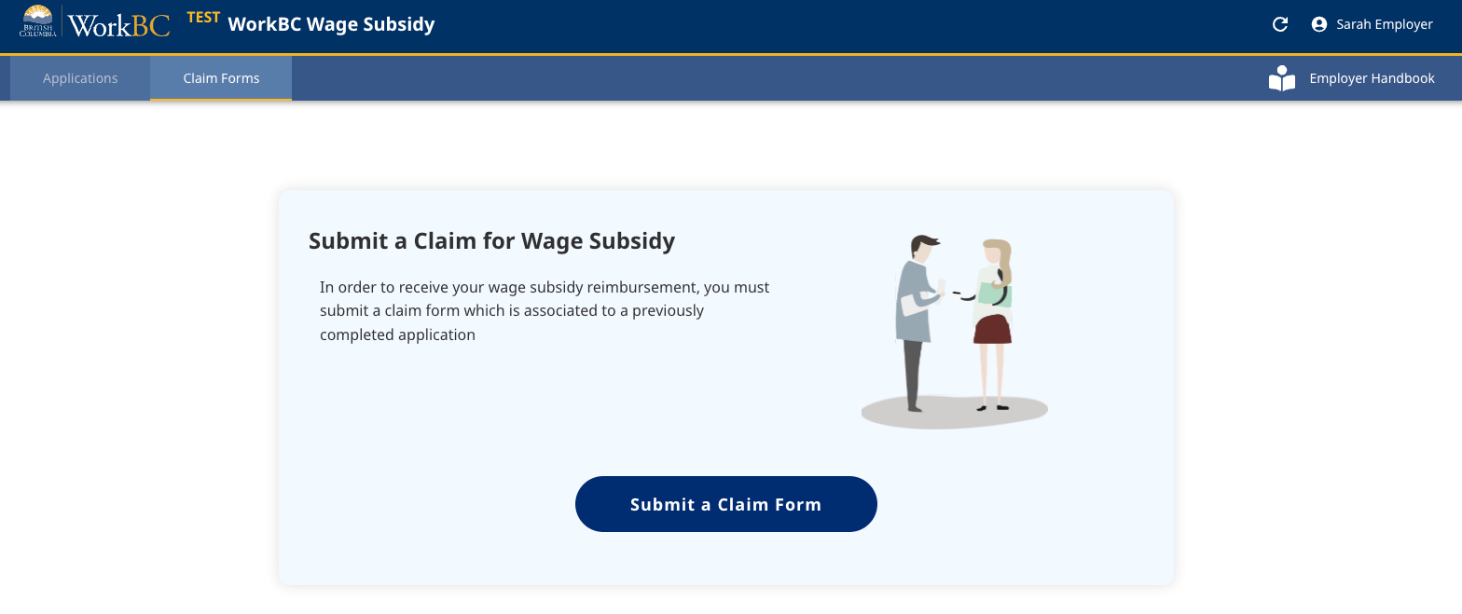 BRITISH
COLUMBIA
WorkBC
TEST
WorkBC Wage Subsidy
Sarah Employer
Applications
Claim Forms
Employer Handbook
Submit a Claim for Wage Subsidy
In order to receive your wage subsidy reimbursement, you must
submit a claim form which is associated to a previously
completed application
Submit a Claim Form